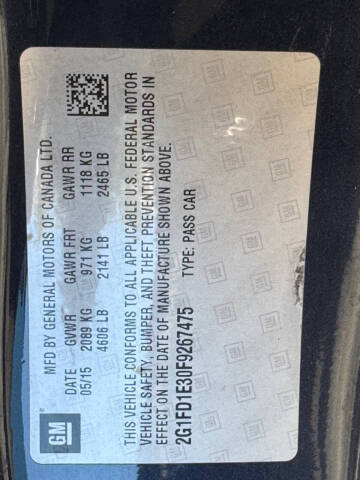 MFD BY GENERAL MOTORS OF CANADA LTD.
DATE GVWR GAWR FRT GAWR RR
05/15 2089 KG 971 KG 1118 KG
4606 LB 2141 LB 2465 LB
THIS VEHICLE CONFORMS TO ALL APPLICABLE U.S. FEDERAL MOTOR
VEHICLE SAFETY, BUMPER, AND THEFT PREVENTION STANDARDS IN
EFFECT ON THE DATE OF MANUFACTURE SHOWN ABOVE.
2G1FD1E30F9267475 TYPE: PASS CAR
GM